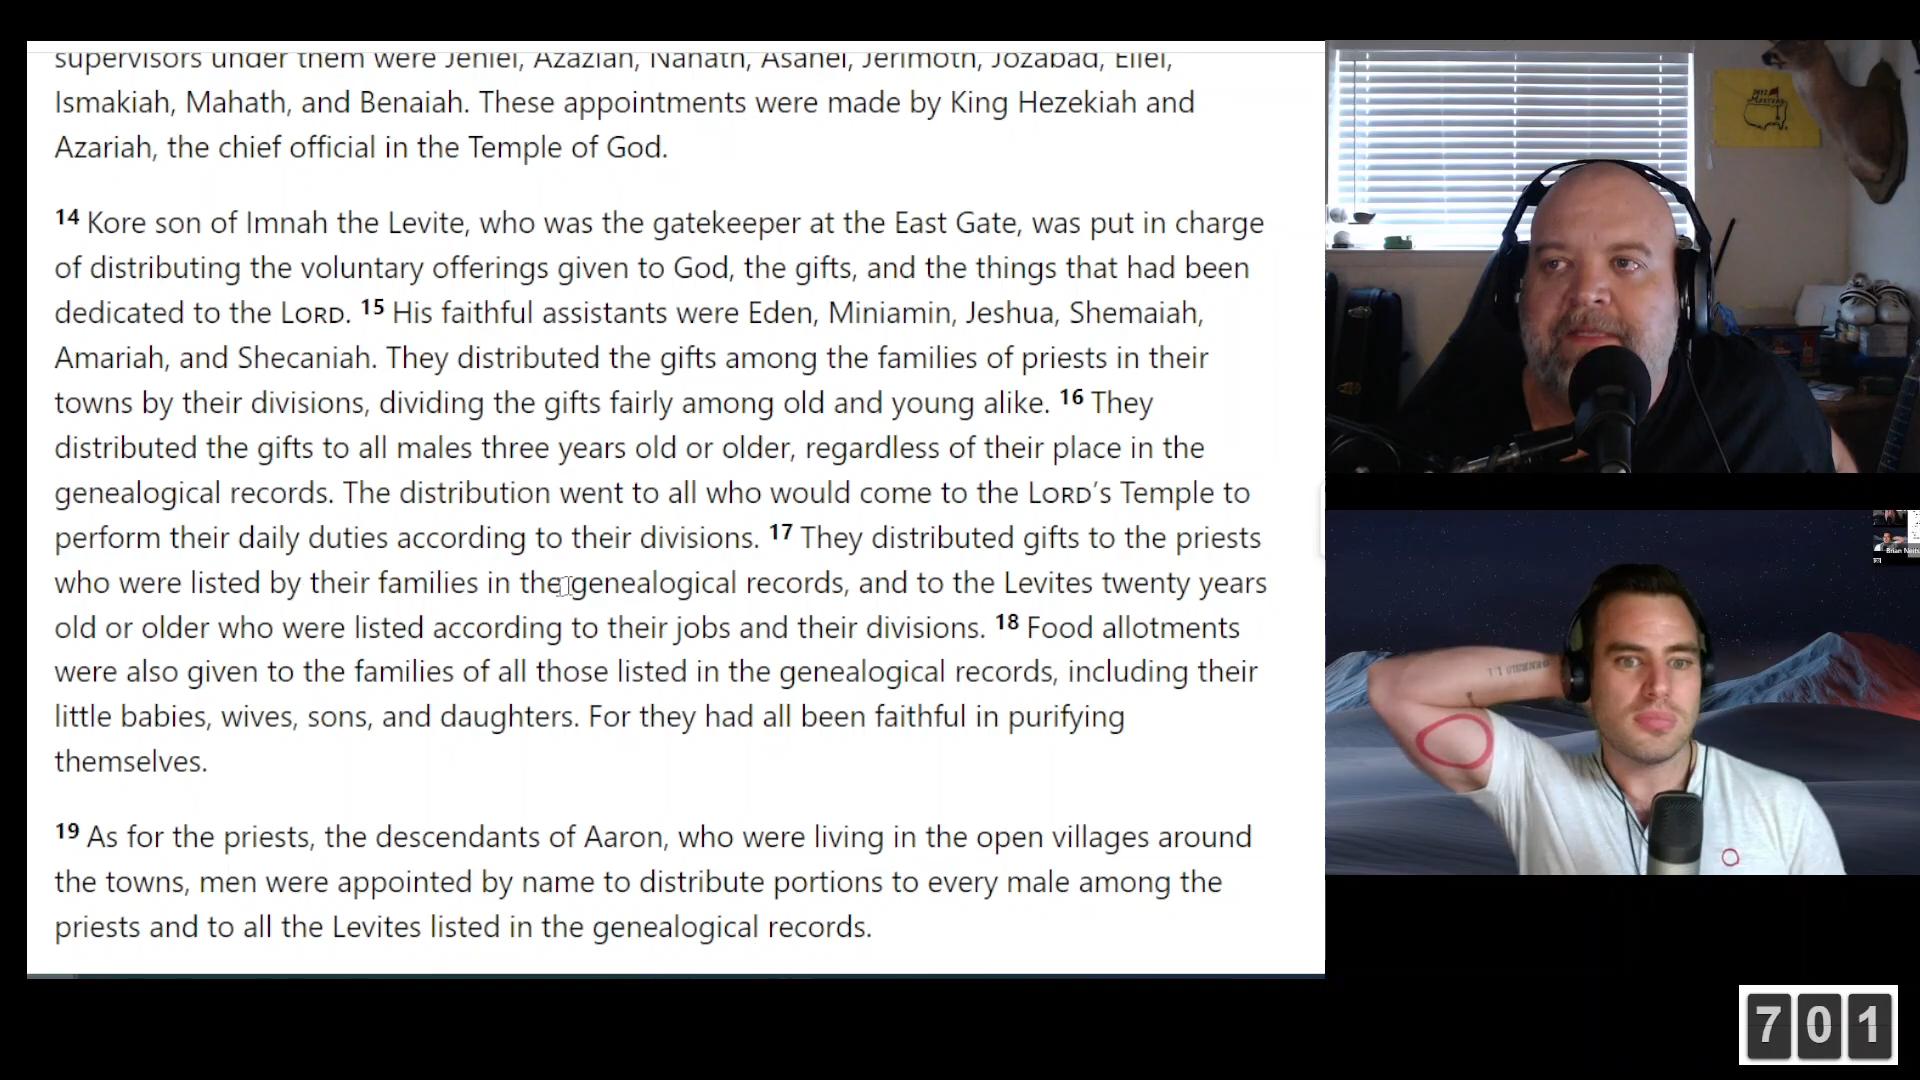 supervisors under them were Jehiel, Azaziah, Nahath, Asahel, Jerimoth, Jozabad, Eliel,
Ismakiah, Mahath, and Benaiah. These appointments were made by King Hezekiah and
Azariah, the chief official in the Temple of God.
14 Kore son of Imnah the Levite, who was the gatekeeper at the East Gate, was put in charge
of distributing the voluntary offerings given to God, the gifts, and the things that had been
dedicated to the LORD. 15 His faithful assistants were Eden, Miniamin, Jeshua, Shemaiah,
Amariah, and Shecaniah. They distributed the gifts among the families of priests in their
towns by their divisions, dividing the gifts fairly among old and young alike. 16 They
distributed the gifts to all males three years old or older, regardless of their place in the
genealogical records. The distribution went to all who would come to the LORD’s Temple to
perform their daily duties according to their divisions. 17 They distributed gifts to the priests
who were listed by their families in the genealogical records, and to the Levites twenty years
old or older who were listed according to their jobs and their divisions. 18 Food allotments
were also given to the families of all those listed in the genealogical records, including their
little babies, wives, sons, and daughters. For they had all been faithful in purifying
themselves.
19 As for the priests, the descendants of Aaron, who were living in the open villages around
the towns, men were appointed by name to distribute portions to every male among the
priests and to all the Levites listed in the genealogical records.
Masters
Brian
701